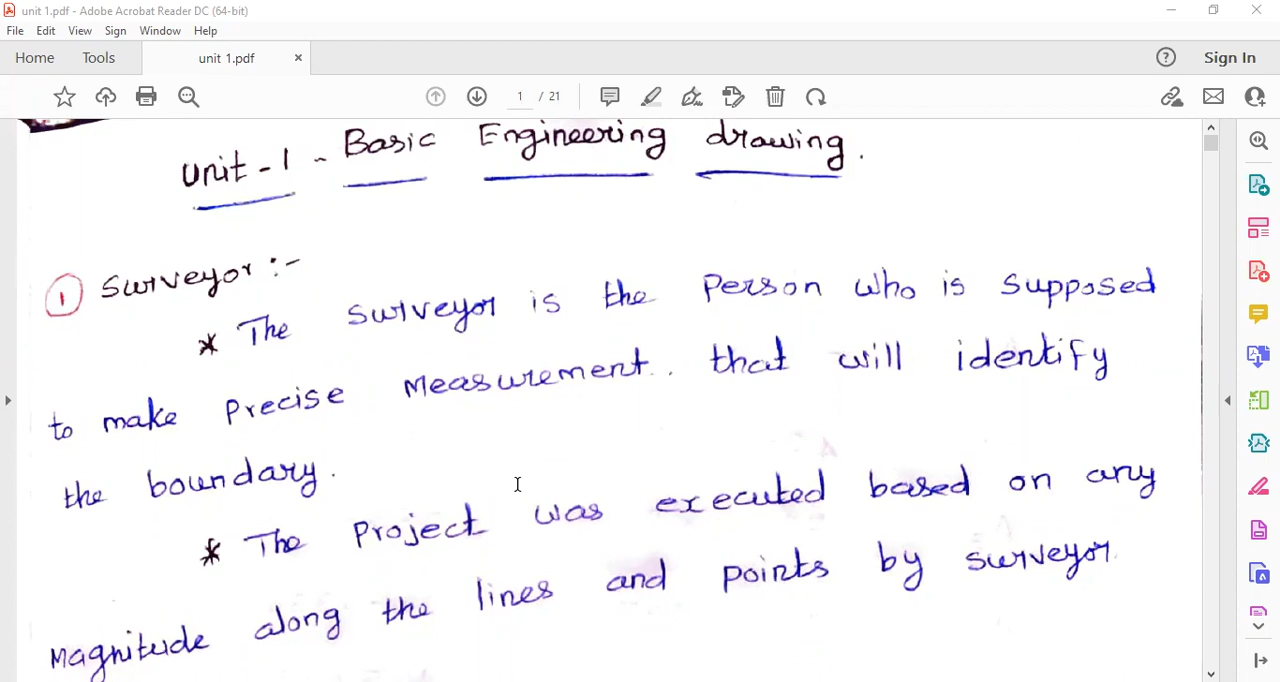 unit 1.pdf - Adobe Acrobat Reader DC (64-bit)
File Edit View Sign Window Help
Home Tools unit 1.pdf × Sign In
1 / 21
Unit-1 - Basic Engineering drawing.
1 Surveyor :-
* The surveyor is the Person who is supposed
to make Precise Measurement. that will identify
the boundary.
* The Project was executed based on any
Magnitude along the lines and points by surveyor.